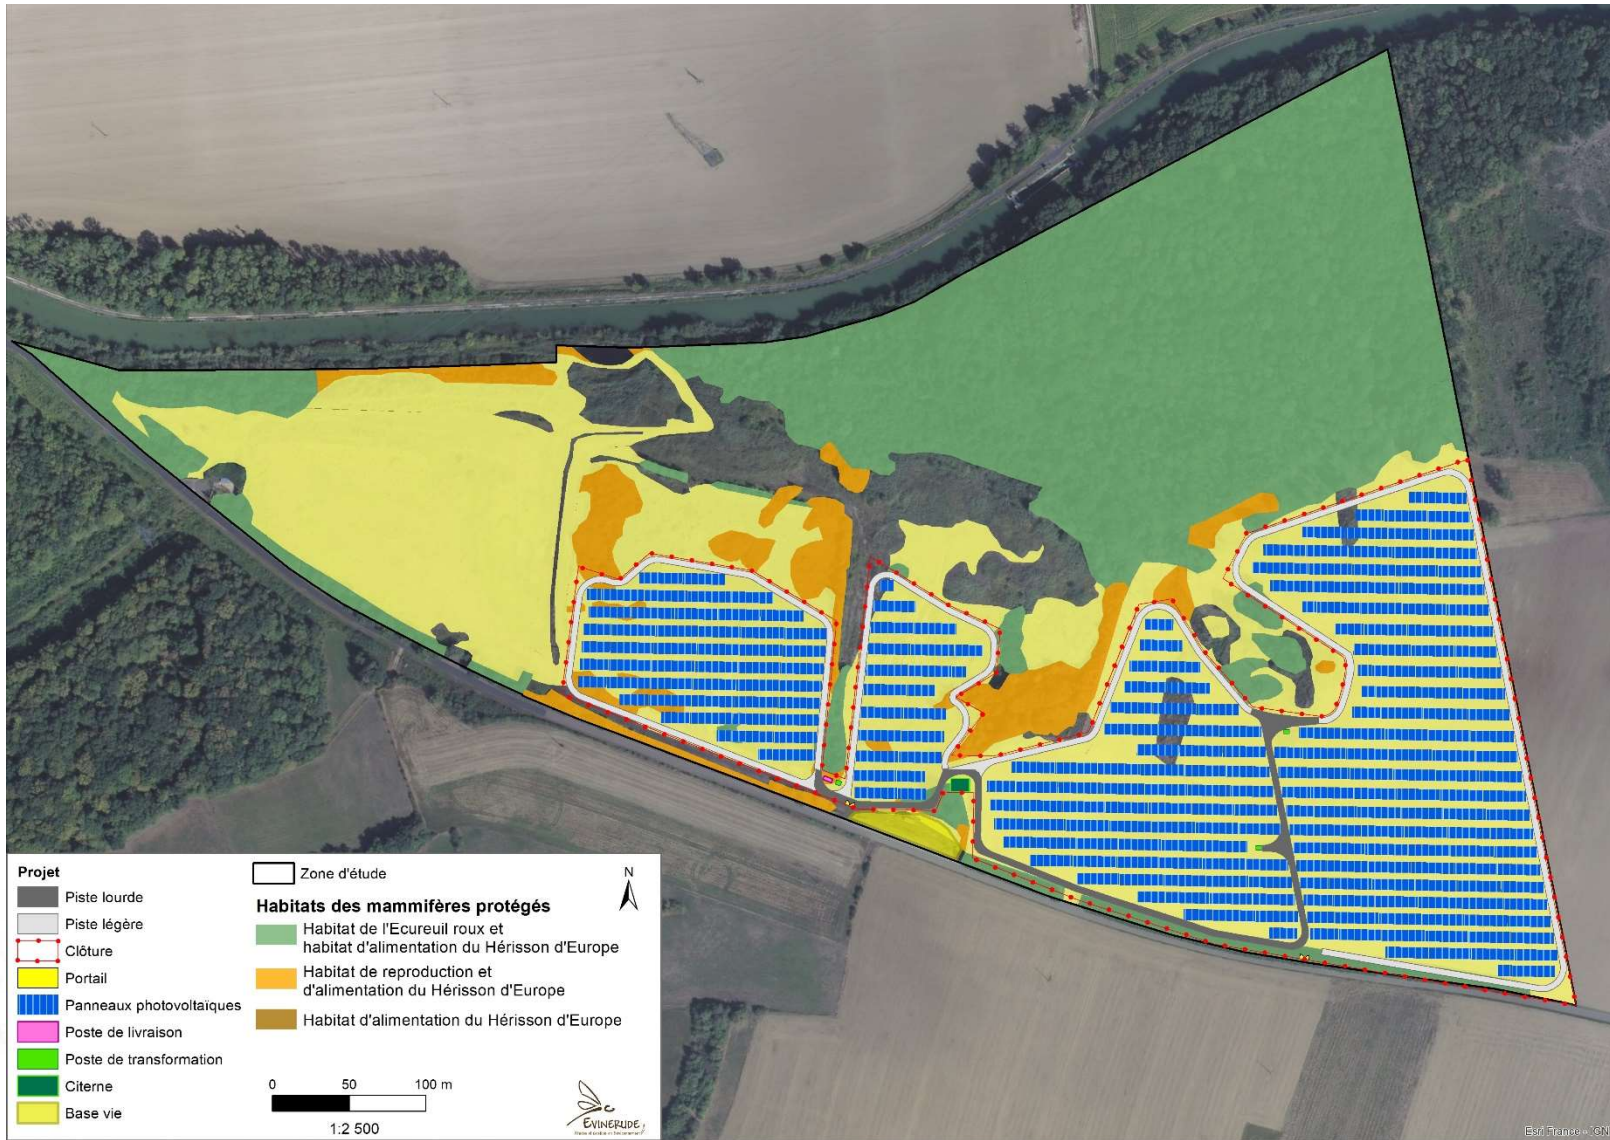 Projet
Piste lourde
Piste légère
Clôture
Portail
Panneaux photovoltaïques
Poste de livraison
Poste de transformation
Citerne
Base vie
Zone d'étude
Habitats des mammifères protégés
Habitat de l'Ecureuil roux et
habitat d'alimentation du Hérisson d'Europe
Habitat de reproduction et
d'alimentation du Hérisson d'Europe
Habitat d'alimentation du Hérisson d'Europe
0 50 100 m
1:2 500
N
EVINERUDE
Esri France - IGN